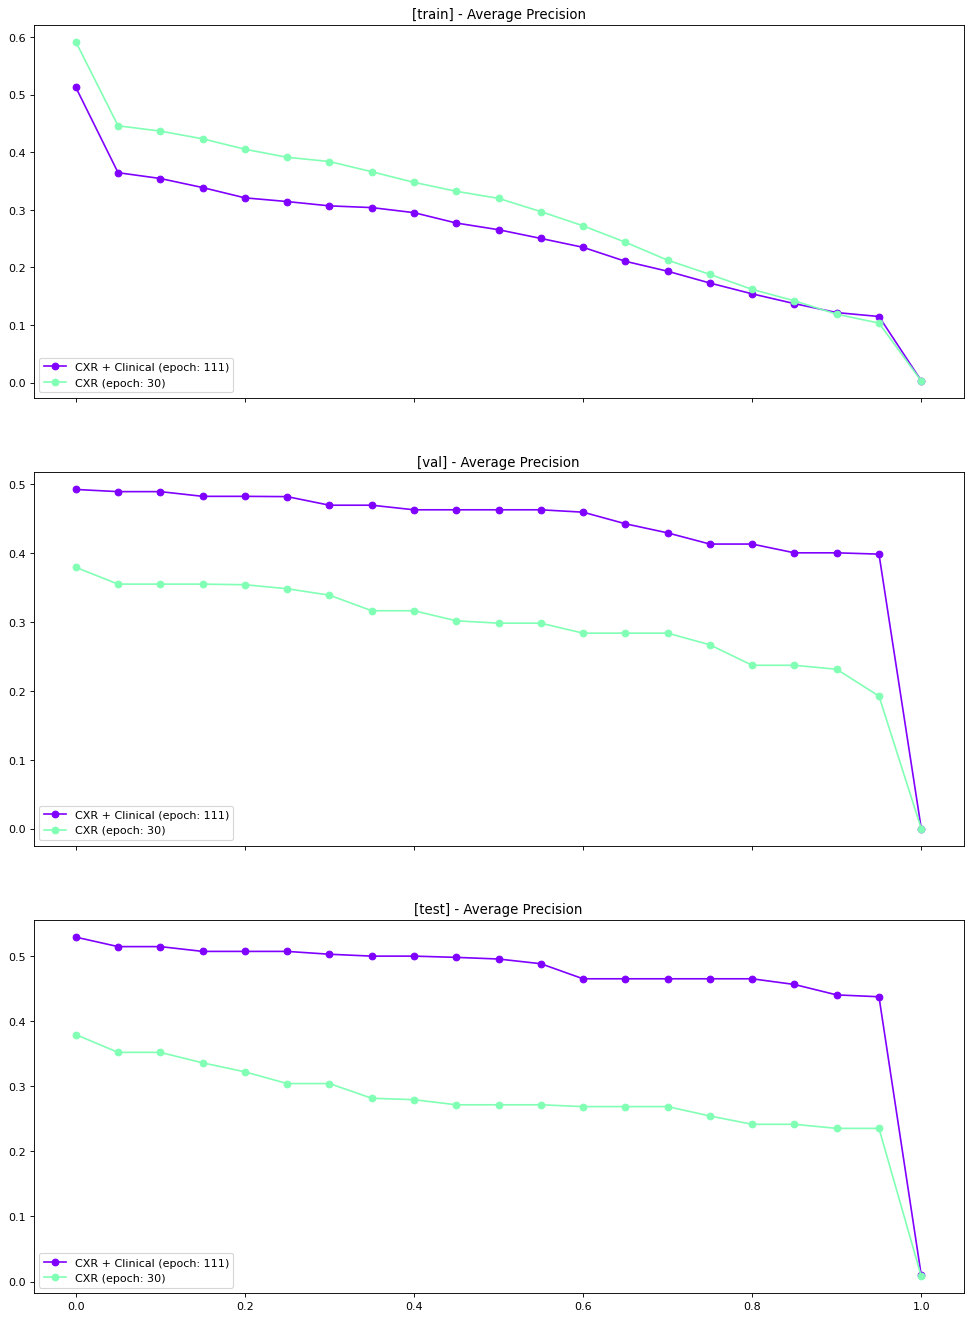 [train] - Average Precision
0.6
0.5
0.4
0.3
0.2
0.1
0.0
CXR + Clinical (epoch: 111)
CXR (epoch: 30)
[val] - Average Precision
0.5
0.4
0.3
0.2
0.1
0.0
CXR + Clinical (epoch: 111)
CXR (epoch: 30)
[test] - Average Precision
0.5
0.4
0.3
0.2
0.1
0.0
CXR + Clinical (epoch: 111)
CXR (epoch: 30)
0.0 0.2 0.4 0.6 0.8 1.0